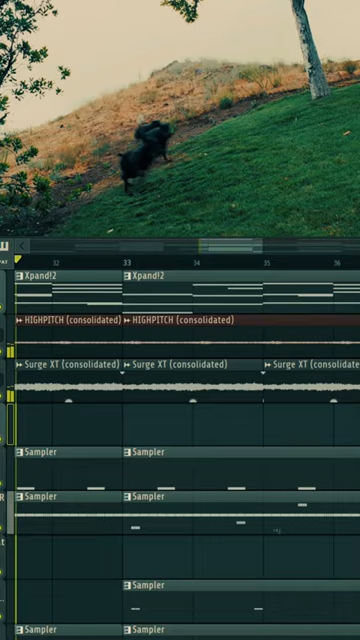 32 33 34 35 36
Xpand!2 Xpand!2
HIGHPITCH (consolidated) HIGHPITCH (consolidated)
Surge XT (consolidated) Surge XT (consolidated) Surge XT (consolidate
Sampler Sampler
Sampler Sampler
Sampler
Sampler Sampler